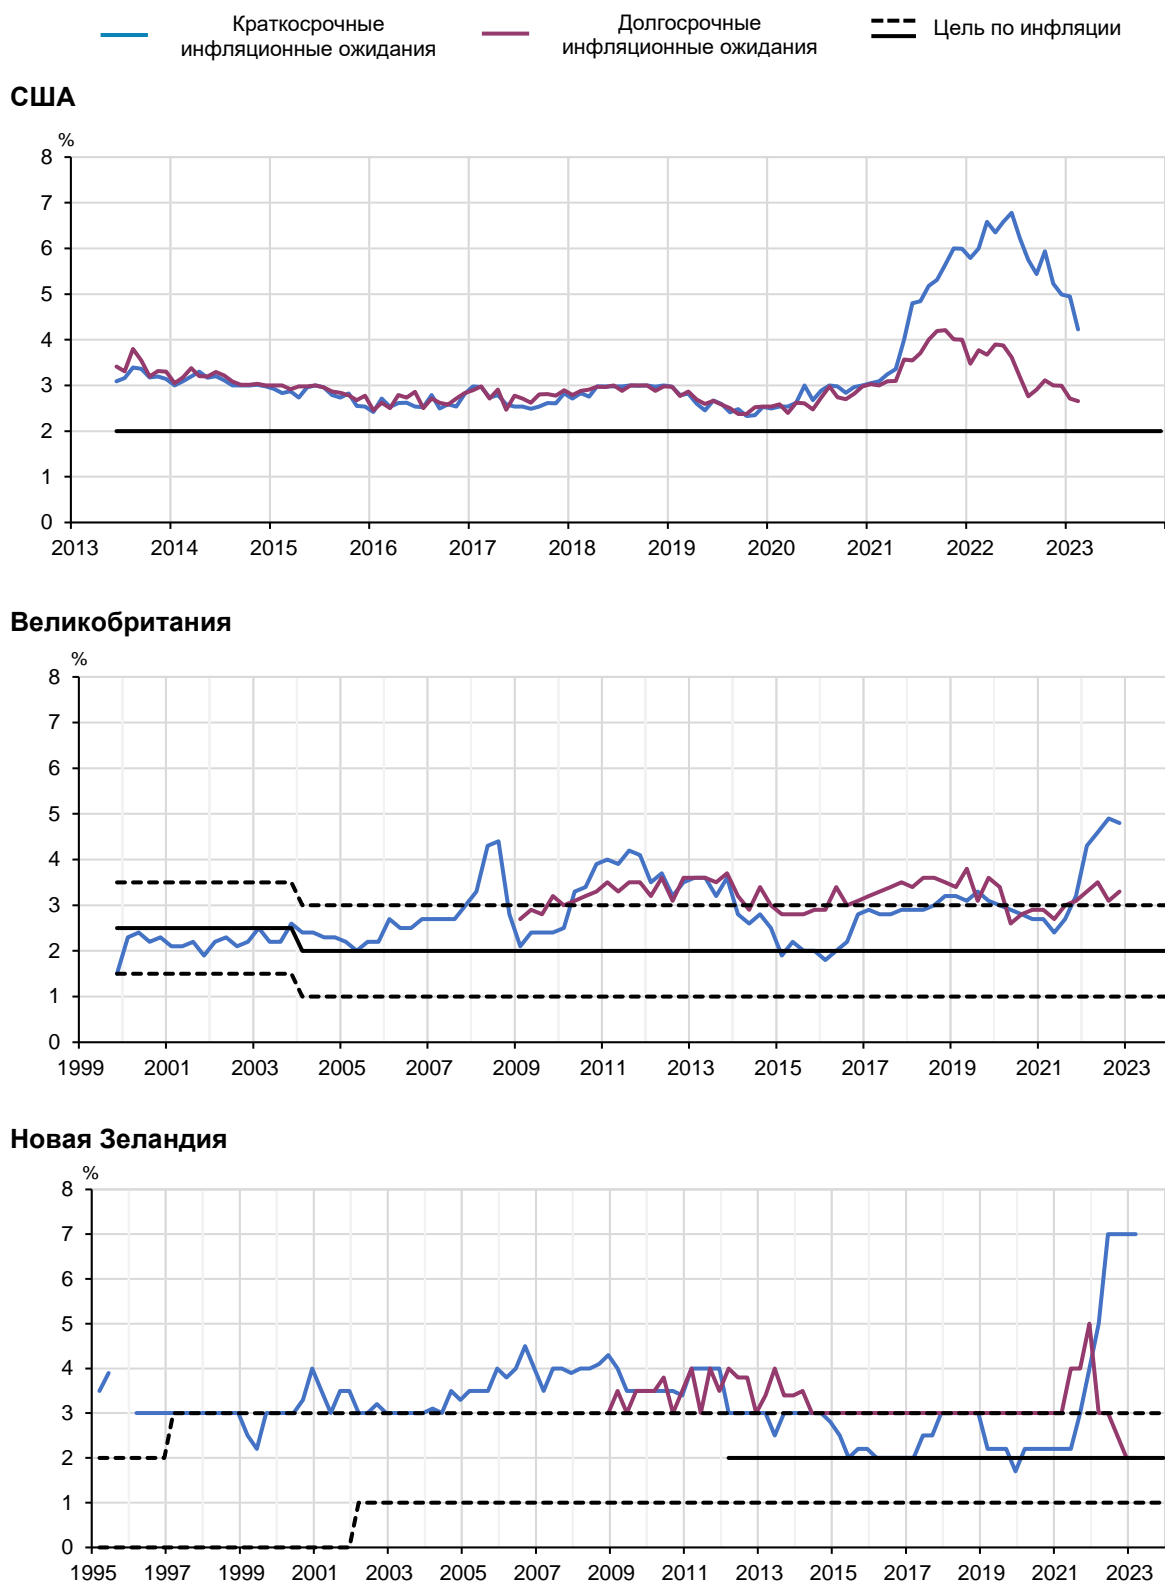 Краткосрочные
инфляционные ожидания
Долгосрочные
инфляционные ожидания
Цель по инфляции
США
%
8
7
6
5
4
3
2
1
0
2013 2014 2015 2016 2017 2018 2019 2020 2021 2022 2023
Великобритания
%
8
7
6
5
4
3
2
1
0
1999 2001 2003 2005 2007 2009 2011 2013 2015 2017 2019 2021 2023
Новая Зеландия
%
8
7
6
5
4
3
2
1
0
1995 1997 1999 2001 2003 2005 2007 2009 2011 2013 2015 2017 2019 2021 2023